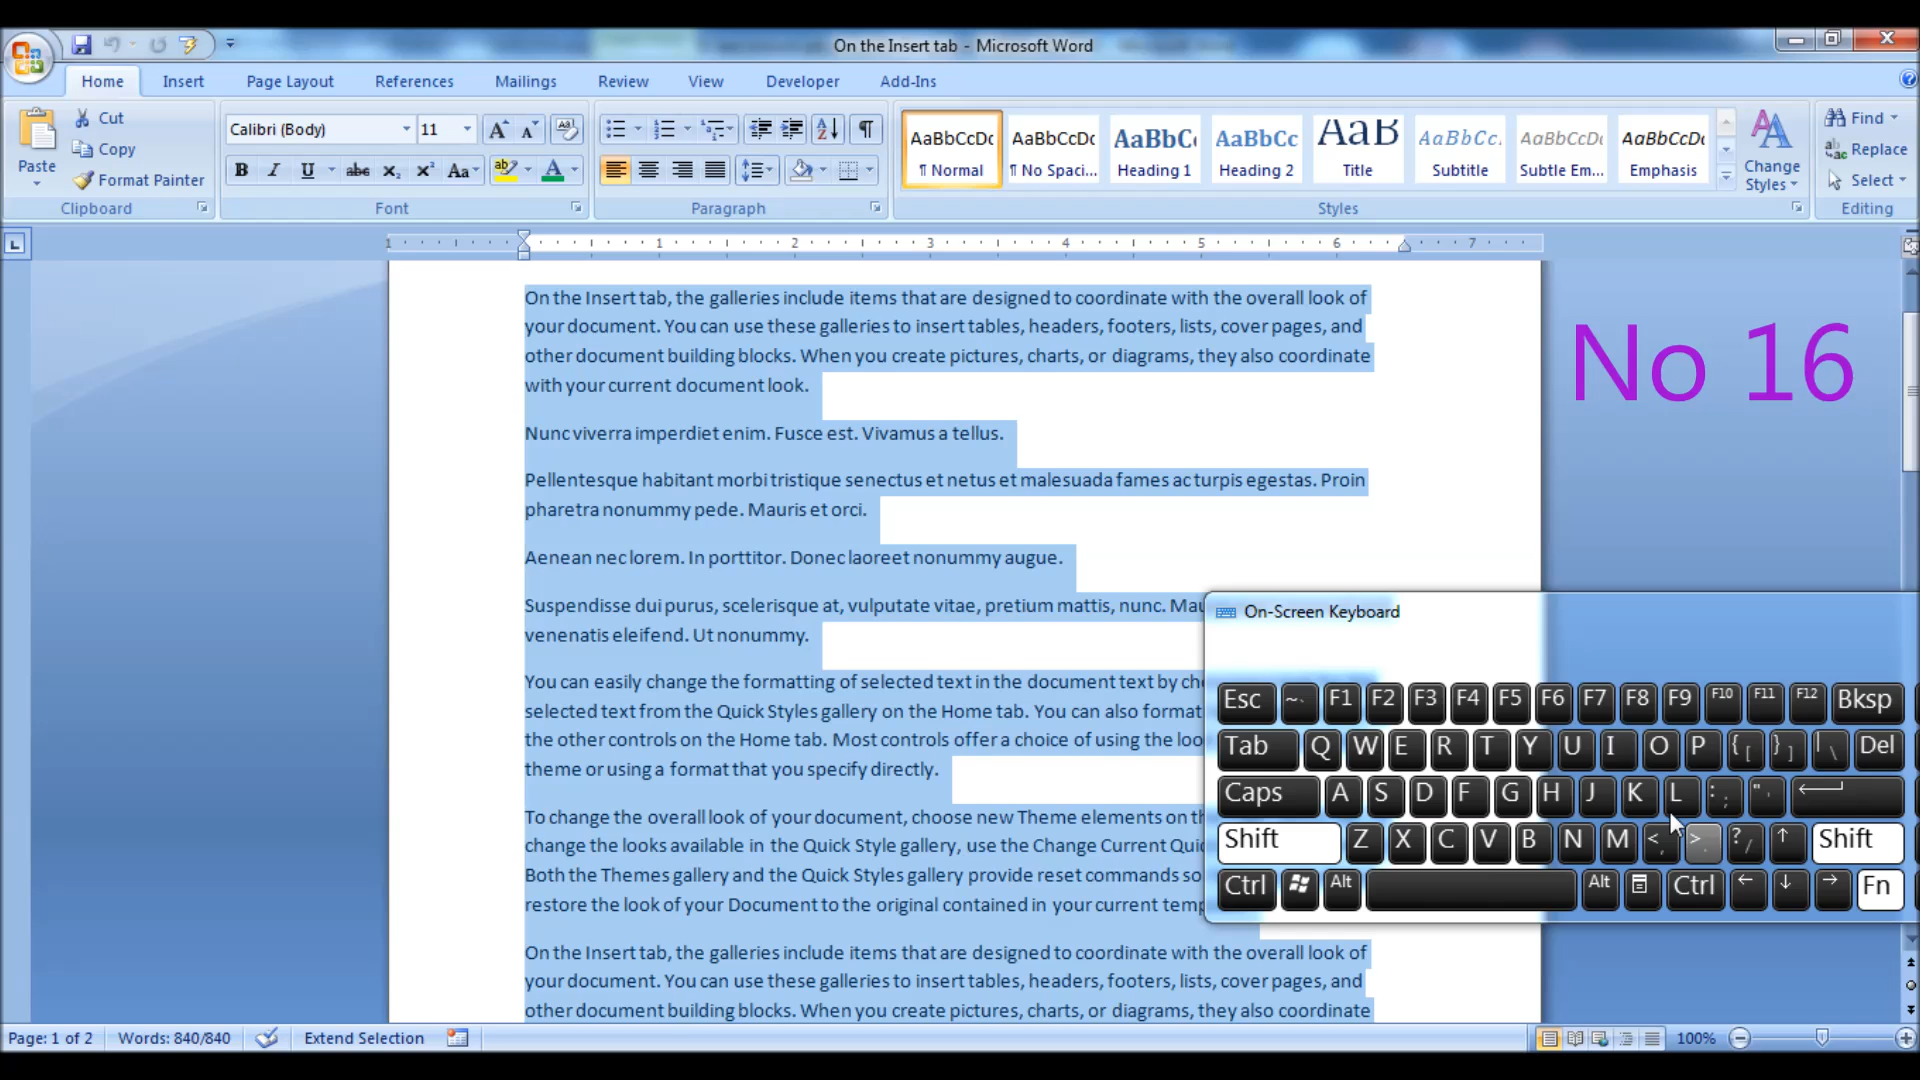 On the Insert tab - Microsoft Word
Home Insert Page Layout References Mailings Review View Developer Add-Ins
Paste
Cut
Copy
Format Painter
Clipboard
Calibri (Body) 11
B I U abc x₂ x² Aa ab A
Font
Paragraph
AaBbCcDc AaBbCcDc AaBbC AaBbCc AaB AaBbCc. AaBbCcDc AaBbCcDc
¶ Normal ¶ No Spaci... Heading 1 Heading 2 Title Subtitle Subtle Em... Emphasis
Change Styles
Styles
Find
Replace
Select
Editing
1 1 2 3 4 5 6 7
On the Insert tab, the galleries include items that are designed to coordinate with the overall look of
your document. You can use these galleries to insert tables, headers, footers, lists, cover pages, and
other document building blocks. When you create pictures, charts, or diagrams, they also coordinate
with your current document look.
Nunc viverra imperdiet enim. Fusce est. Vivamus a tellus.
Pellentesque habitant morbi tristique senectus et netus et malesuada fames ac turpis egestas. Proin
pharetra nonummy pede. Mauris et orci.
Aenean nec lorem. In porttitor. Donec laoreet nonummy augue.
Suspendisse dui purus, scelerisque at, vulputate vitae, pretium mattis, nunc. Mau
venenatis eleifend. Ut nonummy.
You can easily change the formatting of selected text in the document text by ch
selected text from the Quick Styles gallery on the Home tab. You can also format
the other controls on the Home tab. Most controls offer a choice of using the loo
theme or using a format that you specify directly.
To change the overall look of your document, choose new Theme elements on th
change the looks available in the Quick Style gallery, use the Change Current Quic
Both the Themes gallery and the Quick Styles gallery provide reset commands so
restore the look of your Document to the original contained in your current temp
On the Insert tab, the galleries include items that are designed to coordinate with the overall look of
your document. You can use these galleries to insert tables, headers, footers, lists, cover pages, and
other document building blocks. When you create pictures, charts, or diagrams, they also coordinate
No 16
On-Screen Keyboard
Esc ~` F1 F2 F3 F4 F5 F6 F7 F8 F9 F10 F11 F12 Bksp
Tab Q W E R T Y U I O P { [ } ] | \ Del
Caps A S D F G H J K L : ; " '
Shift Z X C V B N M < , > . ? / ↑ Shift
Ctrl Alt Alt Ctrl ← ↓ → Fn
Page: 1 of 2 Words: 840/840 Extend Selection 100%